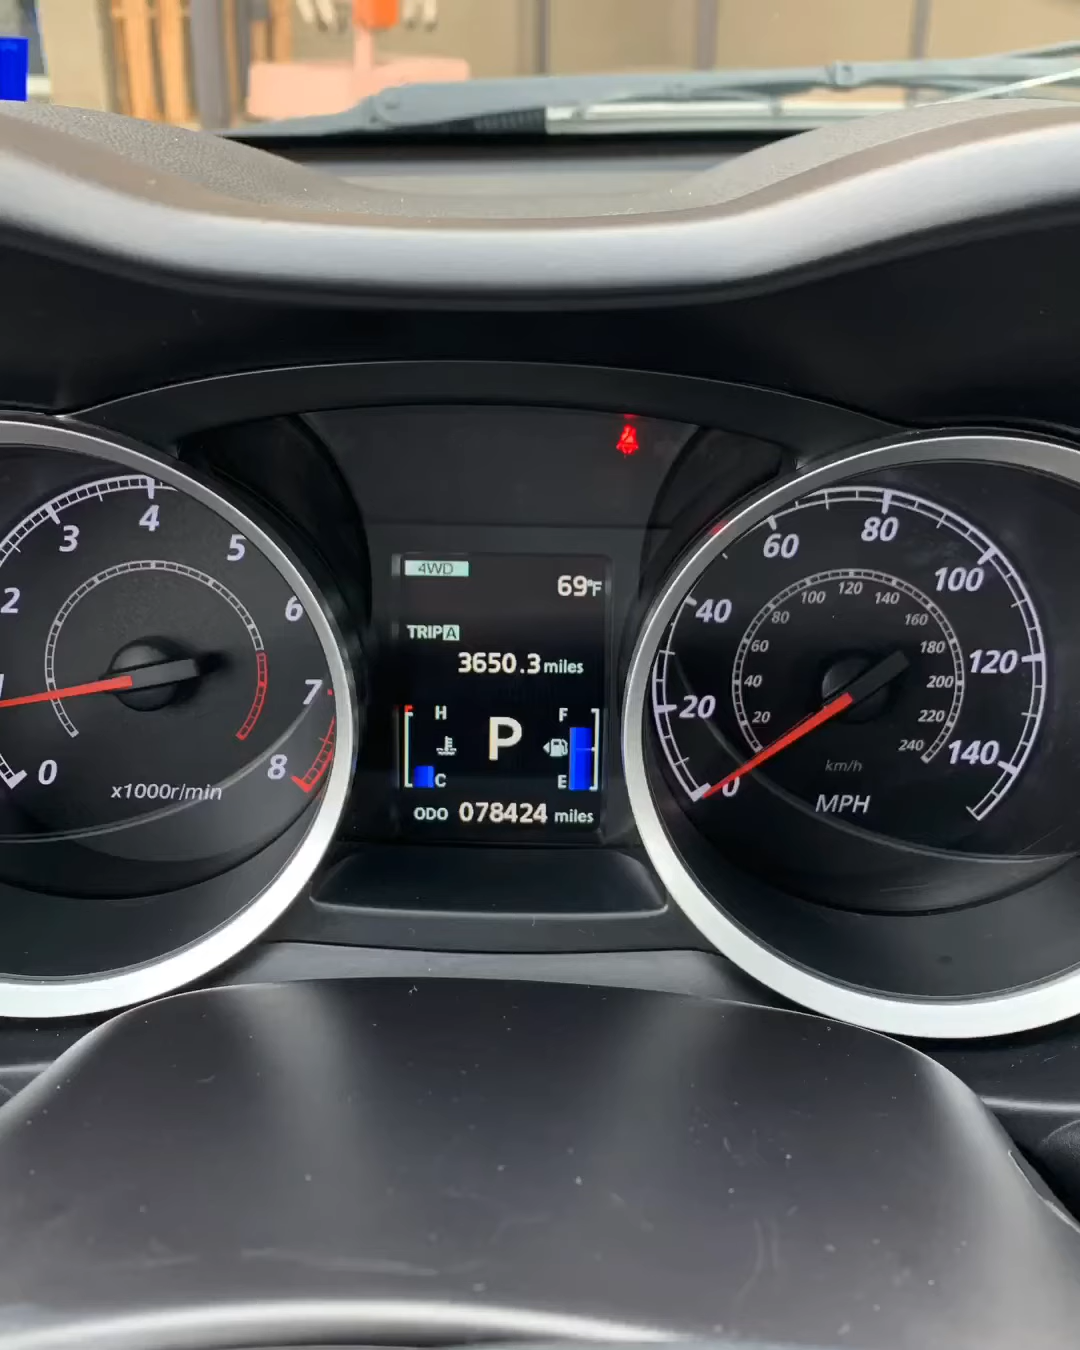 4WD
69°F
TRIP A
3650.3 miles
H F
P
C E
ODO 078424 miles
2 3 4 5 6 7 8 0
x1000r/min
0 20 40 60 80 100 120 140
20 40 60 80 100 120 140 160 180 200 220 240
km/h
MPH